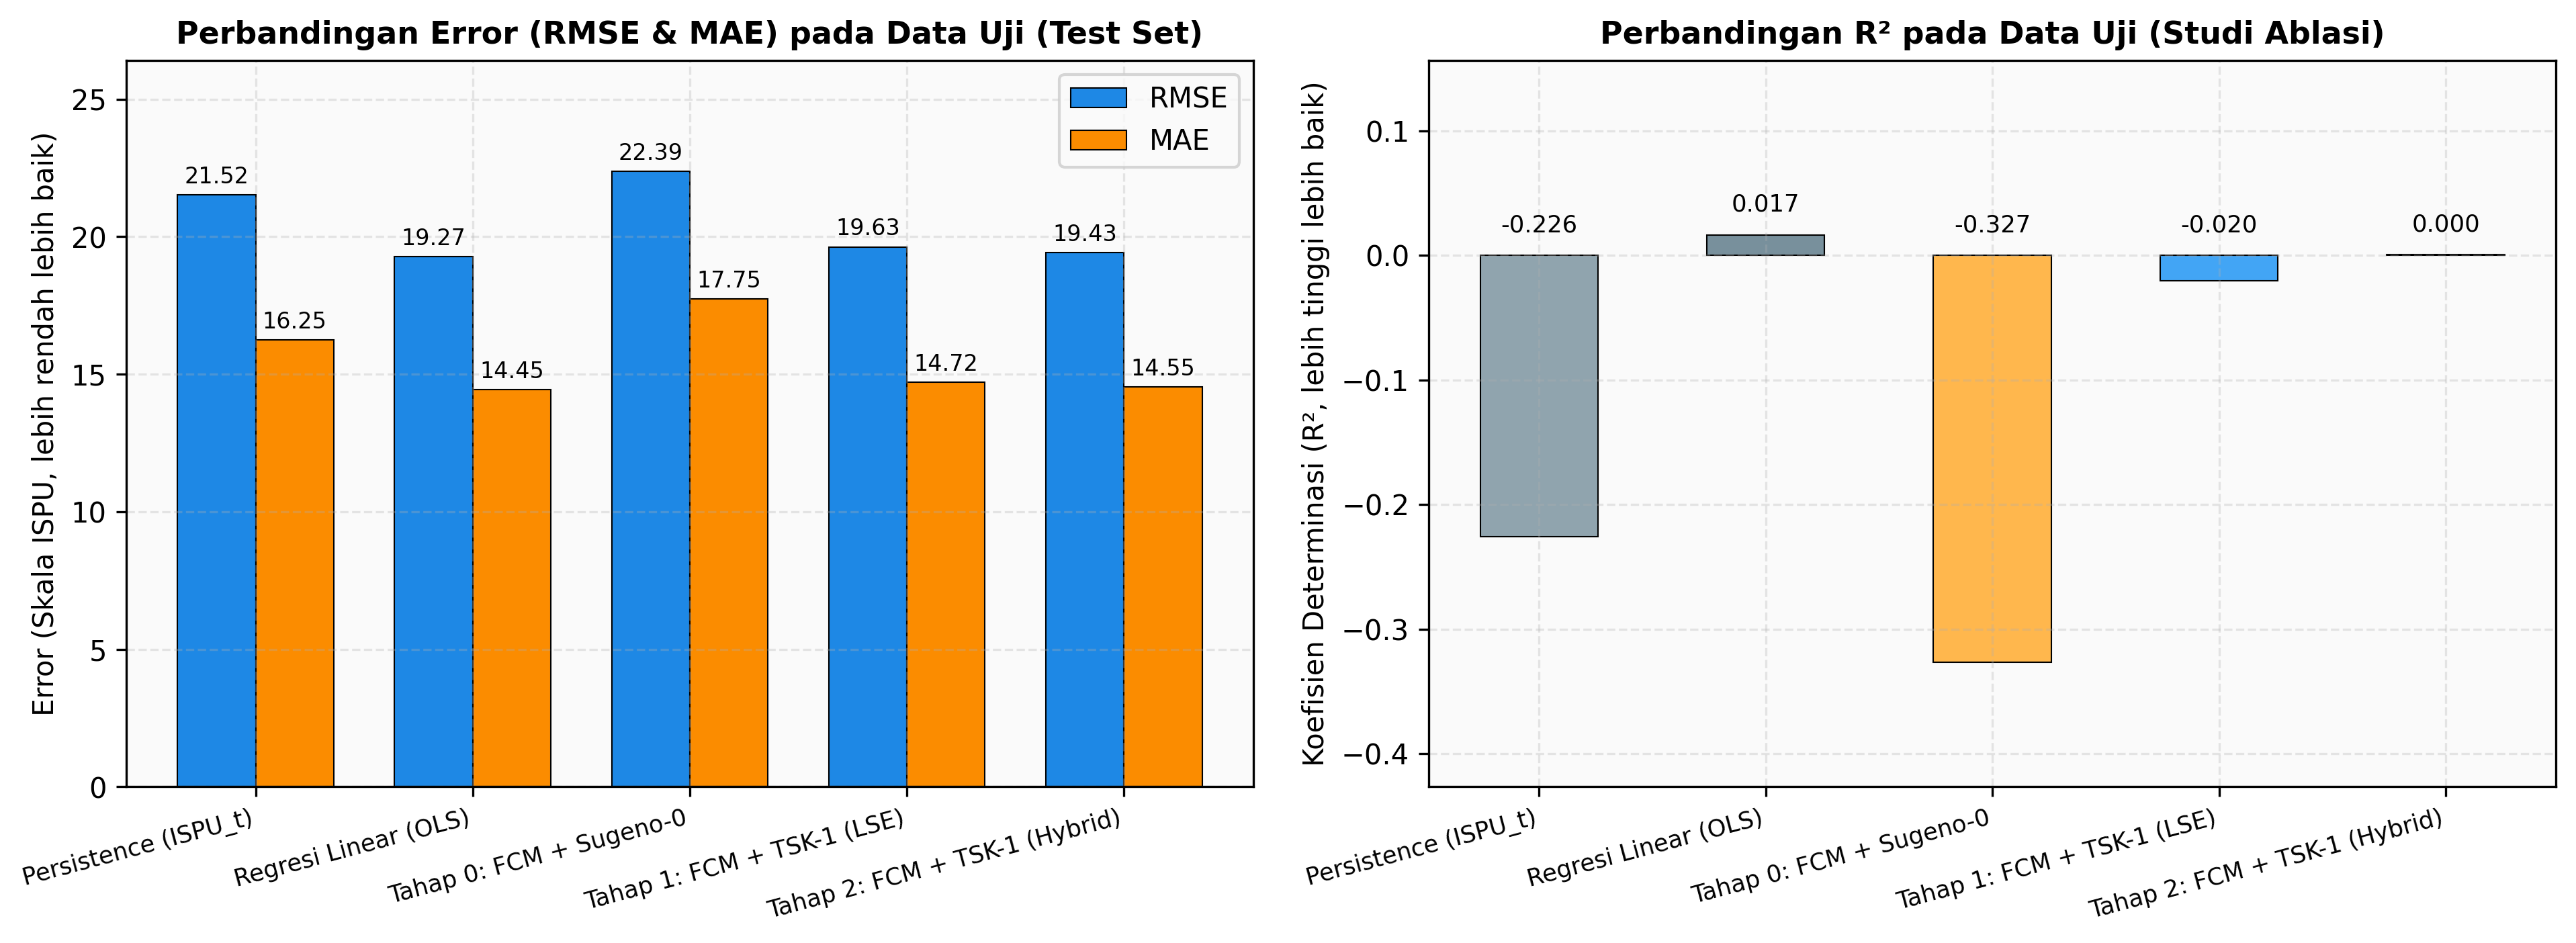 Perbandingan Error (RMSE & MAE) pada Data Uji (Test Set)
Error (Skala ISPU, lebih rendah lebih baik)
25
20
15
10
5
0
RMSE
MAE
21.52
16.25
19.27
14.45
22.39
17.75
19.63
14.72
19.43
14.55
Persistence (ISPU_t)
Regresi Linear (OLS)
Tahap 0: FCM + Sugeno-0
Tahap 1: FCM + TSK-1 (LSE)
Tahap 2: FCM + TSK-1 (Hybrid)
Perbandingan R² pada Data Uji (Studi Ablasi)
Koefisien Determinasi (R², lebih tinggi lebih baik)
0.1
0.0
−0.1
−0.2
−0.3
−0.4
-0.226
0.017
-0.327
-0.020
0.000
Persistence (ISPU_t)
Regresi Linear (OLS)
Tahap 0: FCM + Sugeno-0
Tahap 1: FCM + TSK-1 (LSE)
Tahap 2: FCM + TSK-1 (Hybrid)